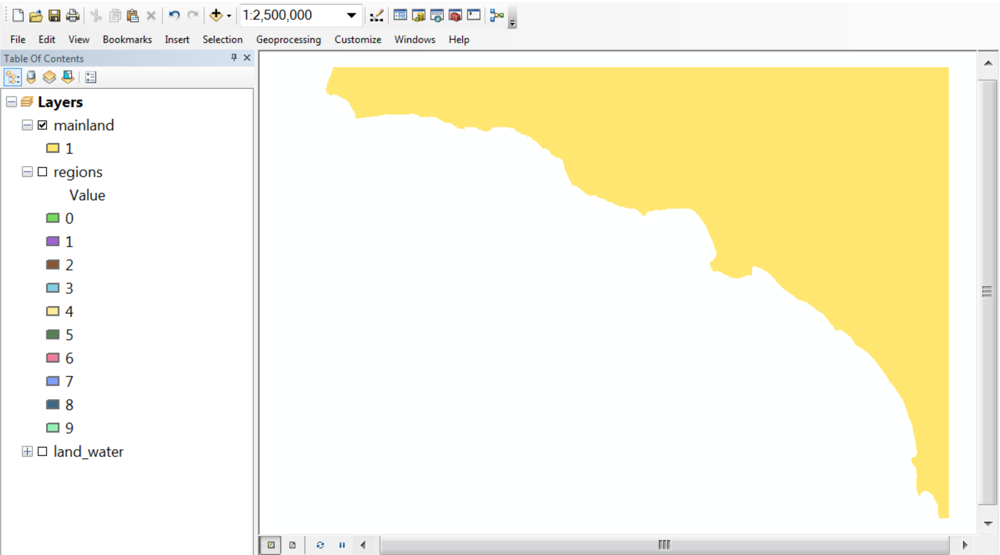 1:2,500,000
File Edit View Bookmarks Insert Selection Geoprocessing Customize Windows Help
Table Of Contents
Layers
mainland
1
regions
Value
0
1
2
3
4
5
6
7
8
9
land_water